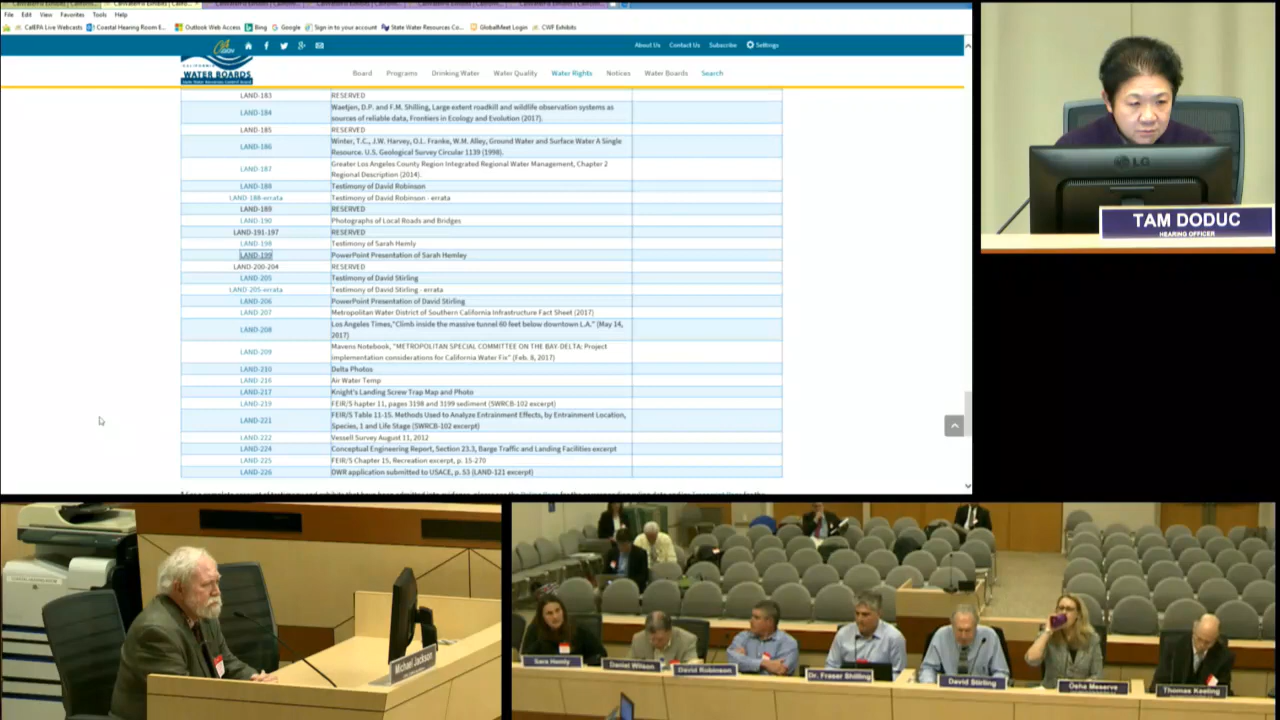 File Edit View Favorites Tools Help
CalEPA Live Webcasts Coastal Hearing Room E... Outlook Web Access Bing Google Sign in to your account State Water Resources Co... GlobalMeet Login CWF Exhibits
About Us Contact Us Subscribe Settings
CA.GOV
CALIFORNIA
WATER BOARDS
Board Programs Drinking Water Water Quality Water Rights Notices Water Boards Search
LAND-183 RESERVED
LAND-184 Waetjen, D.P. and F.M. Shilling, Large extent roadkill and wildlife observation systems as
sources of reliable data, Frontiers in Ecology and Evolution (2017).
LAND-185 RESERVED
LAND-186 Winter, T.C., J.W. Harvey, O.L. Franke, W.M. Alley, Ground Water and Surface Water A Single
Resource. U.S. Geological Survey Circular 1139 (1998).
LAND-187 Greater Los Angeles County Region Integrated Regional Water Management, Chapter 2
Regional Description (2014).
LAND-188 Testimony of David Robinson
LAND-188-errata Testimony of David Robinson - errata
LAND-189 RESERVED
LAND-190 Photographs of Local Roads and Bridges
LAND-191-197 RESERVED
LAND-198 Testimony of Sarah Hemly
LAND-199 PowerPoint Presentation of Sarah Hemley
LAND-200-204 RESERVED
LAND-205 Testimony of David Stirling
LAND-205-errata Testimony of David Stirling - errata
LAND-206 PowerPoint Presentation of David Stirling
LAND-207 Metropolitan Water District of Southern California Infrastructure Fact Sheet (2017)
LAND-208 Los Angeles Times,"Climb inside the massive tunnel 60 feet below downtown L.A." (May 14,
2017)
LAND-209 Mavens Notebook, "METROPOLITAN SPECIAL COMMITTEE ON THE BAY-DELTA: Project
implementation considerations for California Water Fix" (Feb. 8, 2017)
LAND-210 Delta Photos
LAND-216 Air Water Temp
LAND-217 Knight's Landing Screw Trap Map and Photo
LAND-219 FEIR/S hapter 11, pages 3198 and 3199 sediment (SWRCB-102 excerpt)
LAND-221 FEIR/S Table 11-15. Methods Used to Analyze Entrainment Effects, by Entrainment Location,
Species, 1 and Life Stage (SWRCB-102 excerpt)
LAND-222 Vessell Survey August 11, 2012
LAND-224 Conceptual Engineering Report, Section 23.3, Barge Traffic and Landing Facilities excerpt
LAND-225 FEIR/S Chapter 15, Recreation excerpt, p. 15-270
LAND-226 DWR application submitted to USACE, p. 53 (LAND-121 excerpt)
LG
TAM DODUC
HEARING OFFICER
Michael Jackson
Sara Hemly
Daniel Wilson
David Robinson
Dr. Fraser Shilling
David Stirling
Osha Meserve
Thomas Keeling